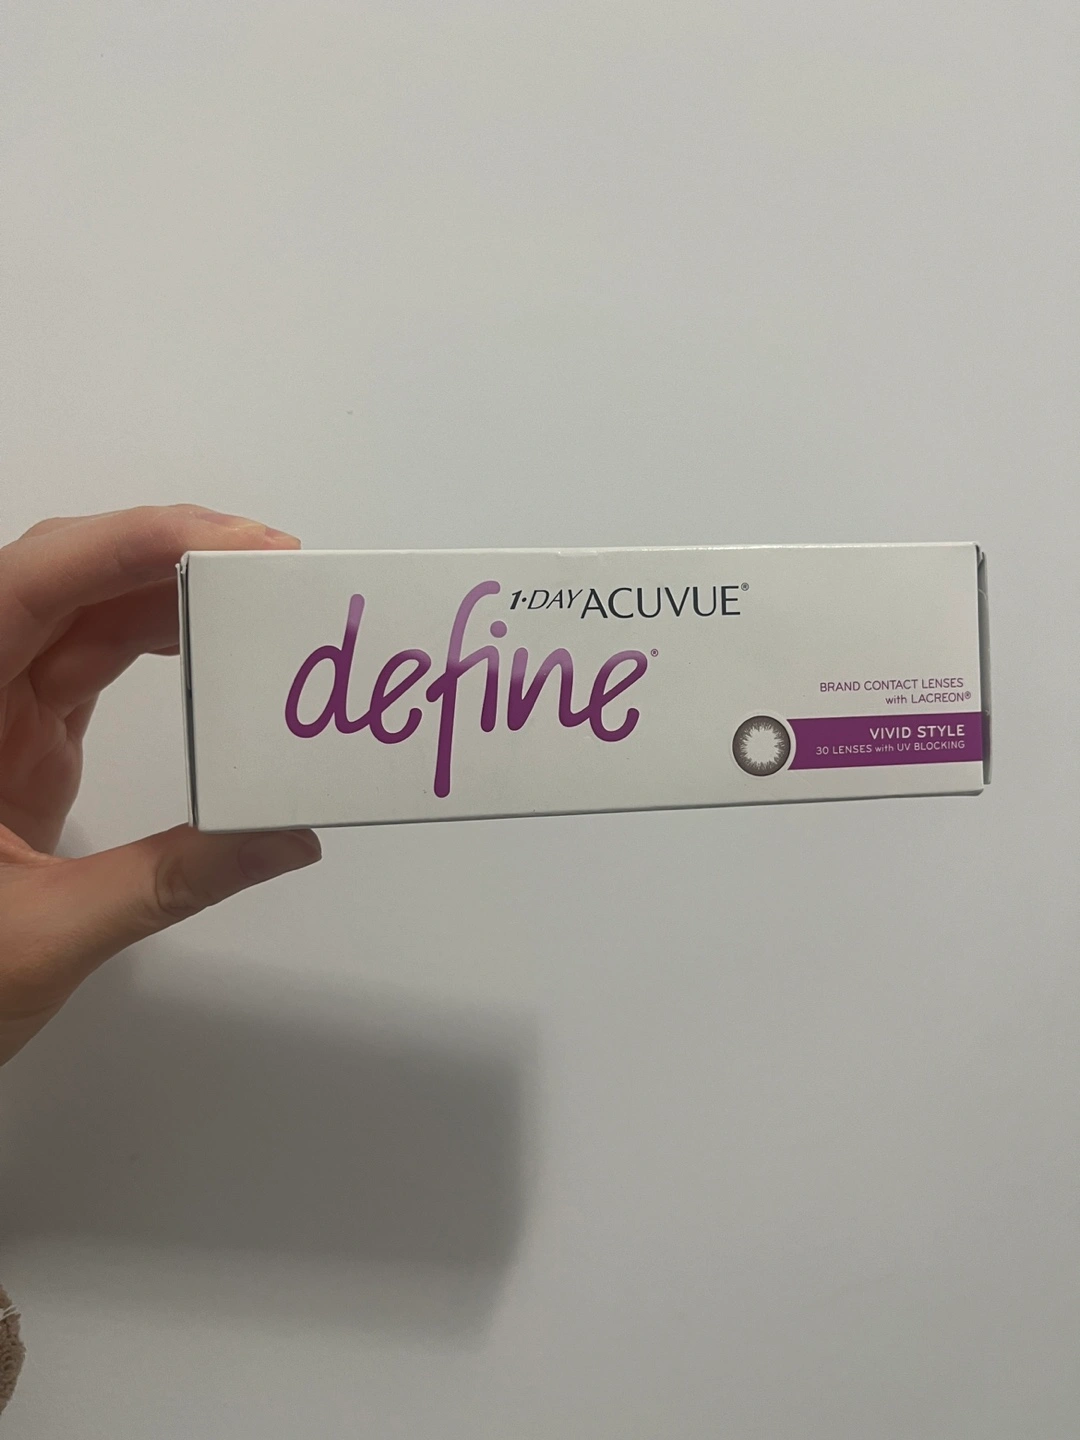 1·DAY ACUVUE®
define®
BRAND CONTACT LENSES
with LACREON®
VIVID STYLE
30 LENSES with UV BLOCKING